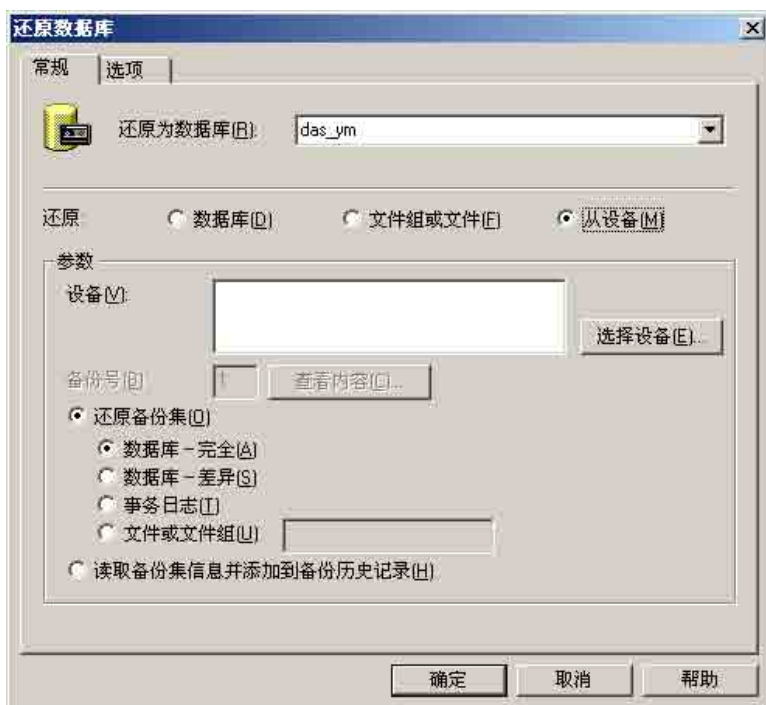 还原数据库
常规 选项
还原为数据库(R): das_ym
还原: 数据库(D) 文件组或文件(F) 从设备(M)
参数
设备(V):
选择设备(E)...
备份号(B) 1 查看内容(C)...
还原备份集(O)
数据库-完全(A)
数据库-差异(S)
事务日志(T)
文件或文件组(U)
读取备份集信息并添加到备份历史记录(H)
确定 取消 帮助